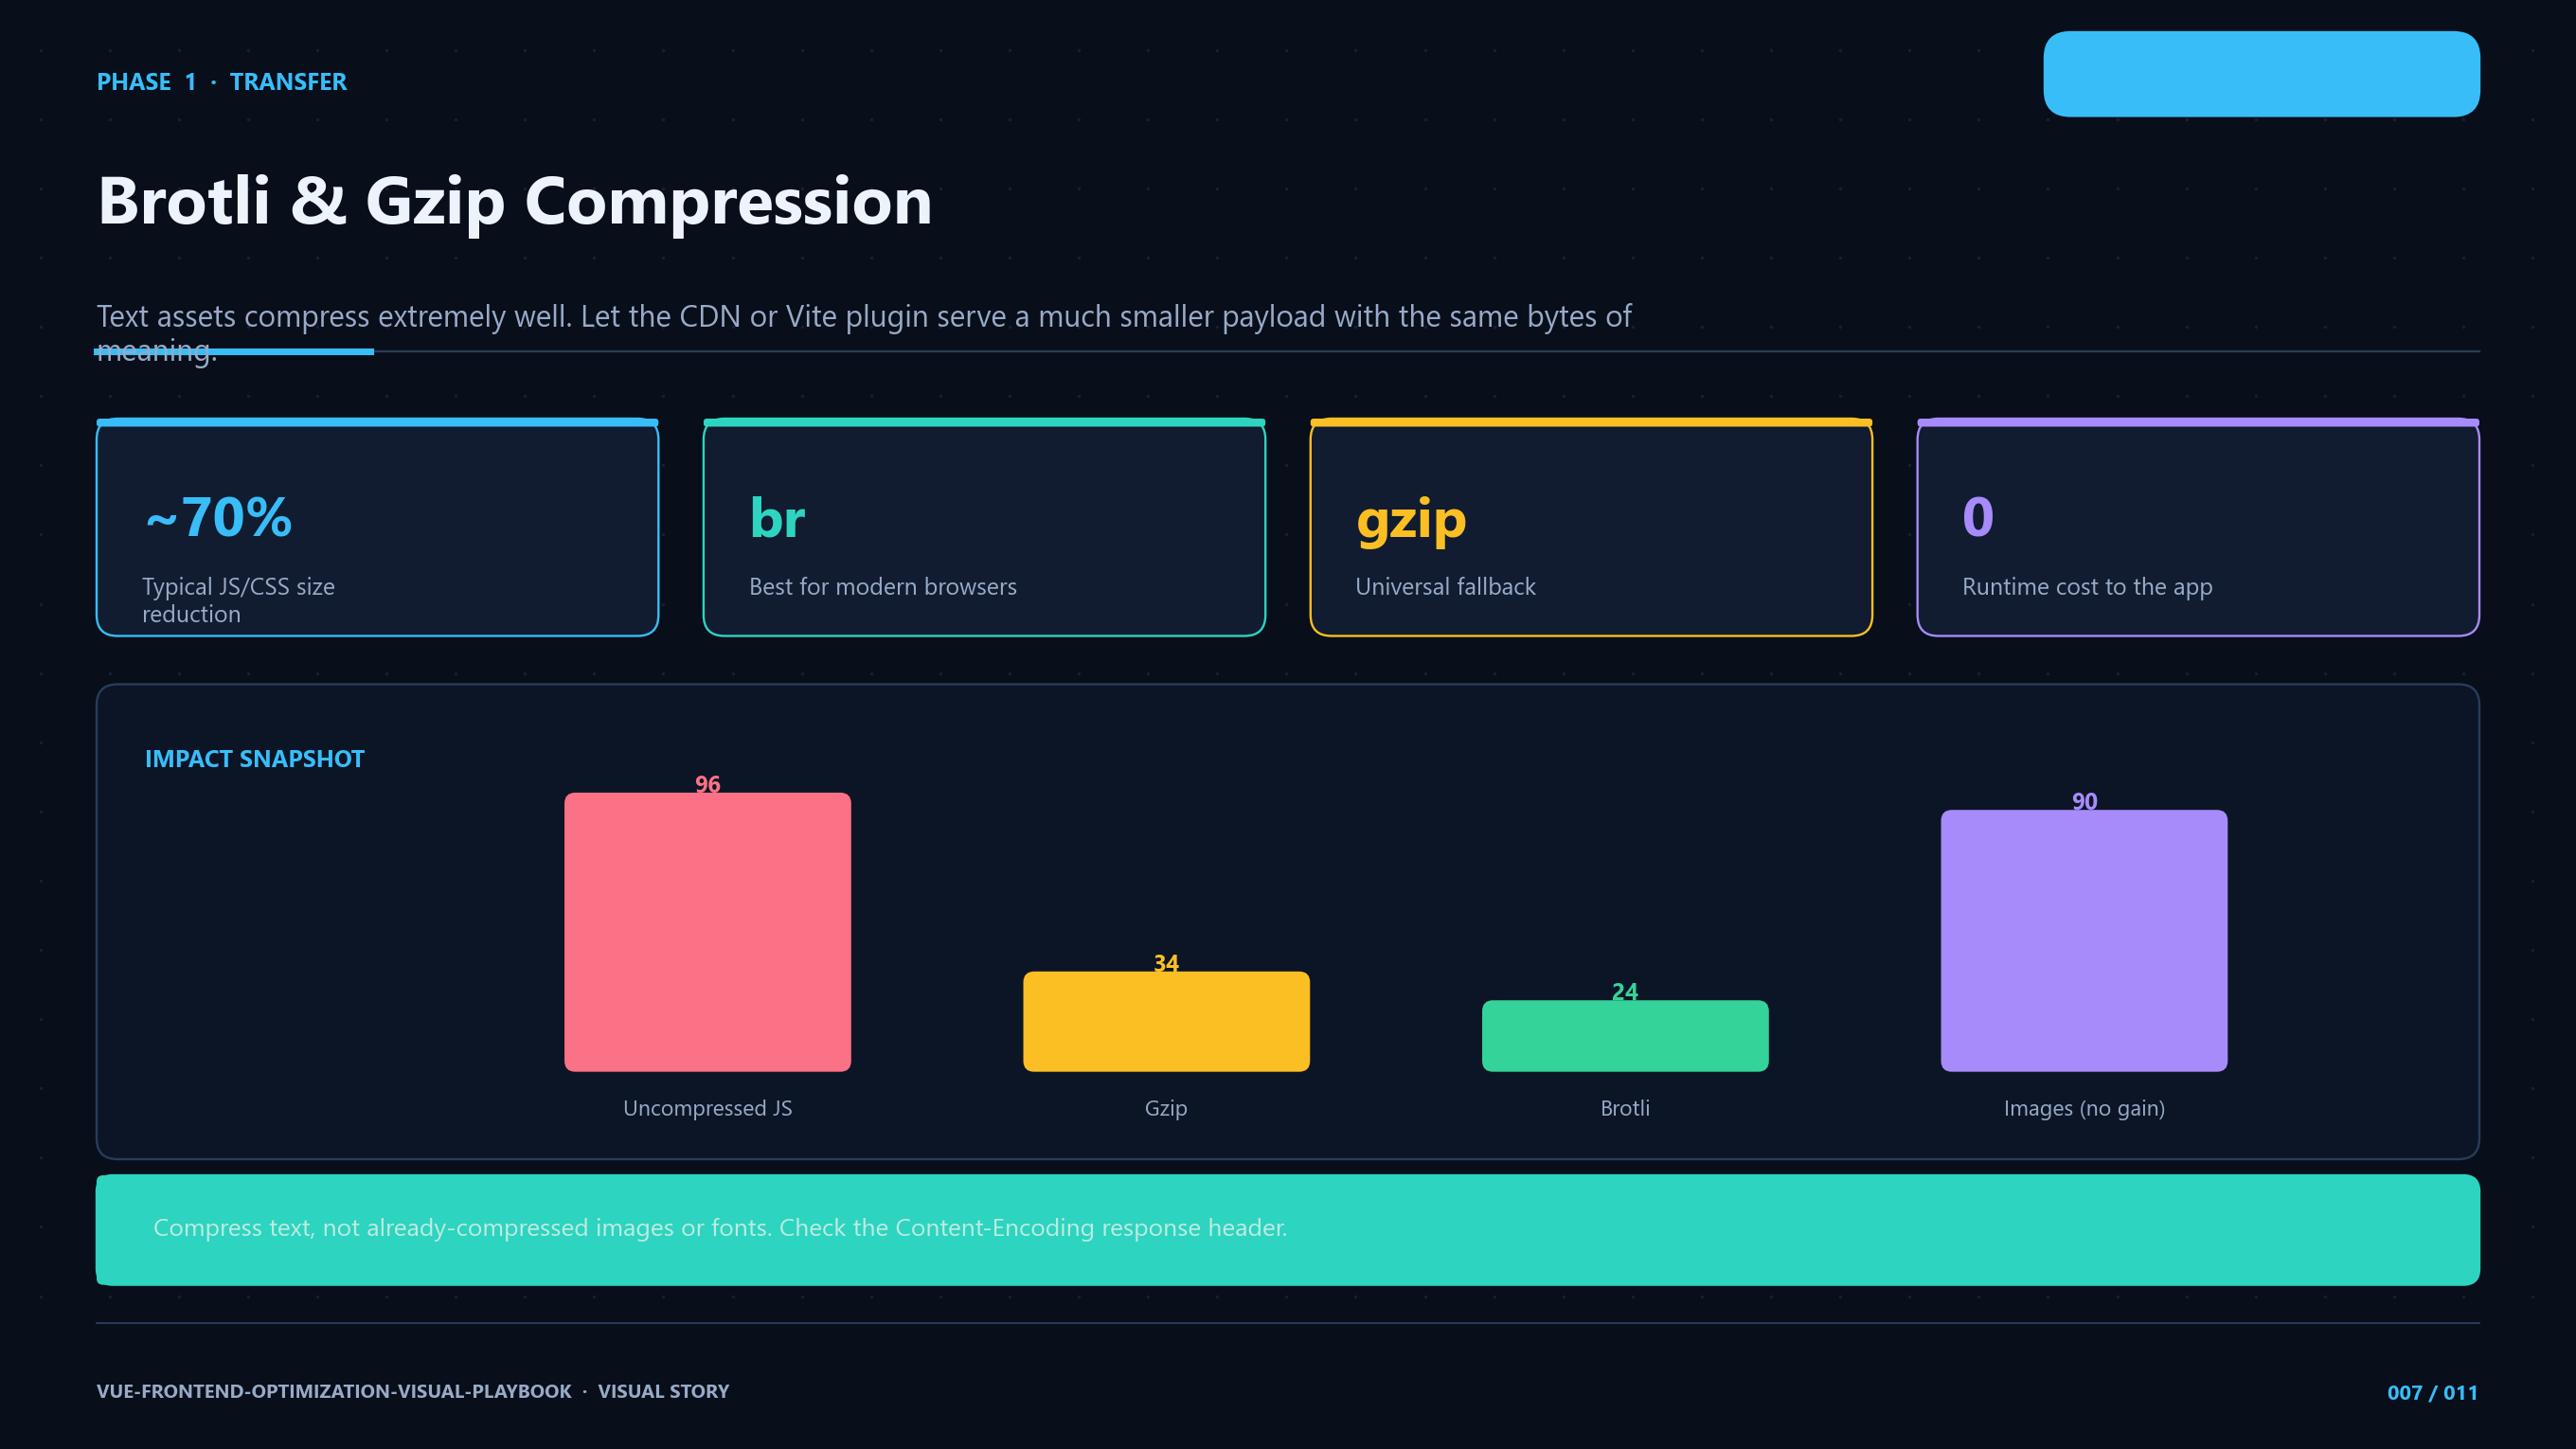 PHASE 1 · TRANSFER
Brotli & Gzip Compression
Text assets compress extremely well. Let the CDN or Vite plugin serve a much smaller payload with the same bytes of
meaning.
~70%
Typical JS/CSS size
reduction
br
Best for modern browsers
gzip
Universal fallback
0
Runtime cost to the app
IMPACT SNAPSHOT
96
34
24
90
Uncompressed JS
Gzip
Brotli
Images (no gain)
Compress text, not already-compressed images or fonts. Check the Content-Encoding response header.
VUE-FRONTEND-OPTIMIZATION-VISUAL-PLAYBOOK · VISUAL STORY
007 / 011